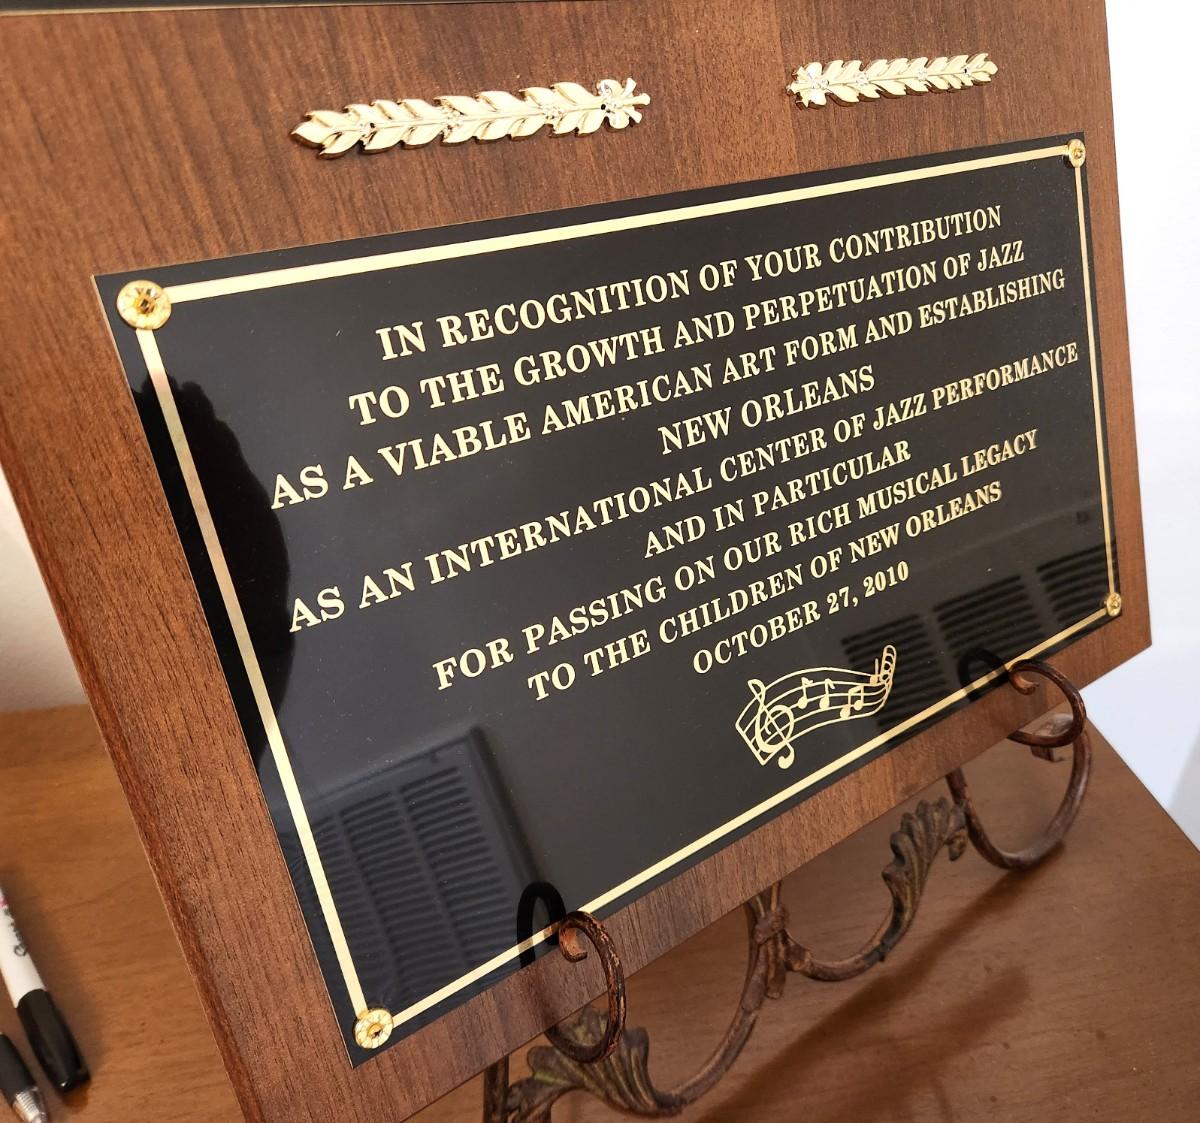 IN RECOGNITION OF YOUR CONTRIBUTION
TO THE GROWTH AND PERPETUATION OF JAZZ
AS A VIABLE AMERICAN ART FORM AND ESTABLISHING
NEW ORLEANS
AS AN INTERNATIONAL CENTER OF JAZZ PERFORMANCE
AND IN PARTICULAR
FOR PASSING ON OUR RICH MUSICAL LEGACY
TO THE CHILDREN OF NEW ORLEANS
OCTOBER 27, 2010